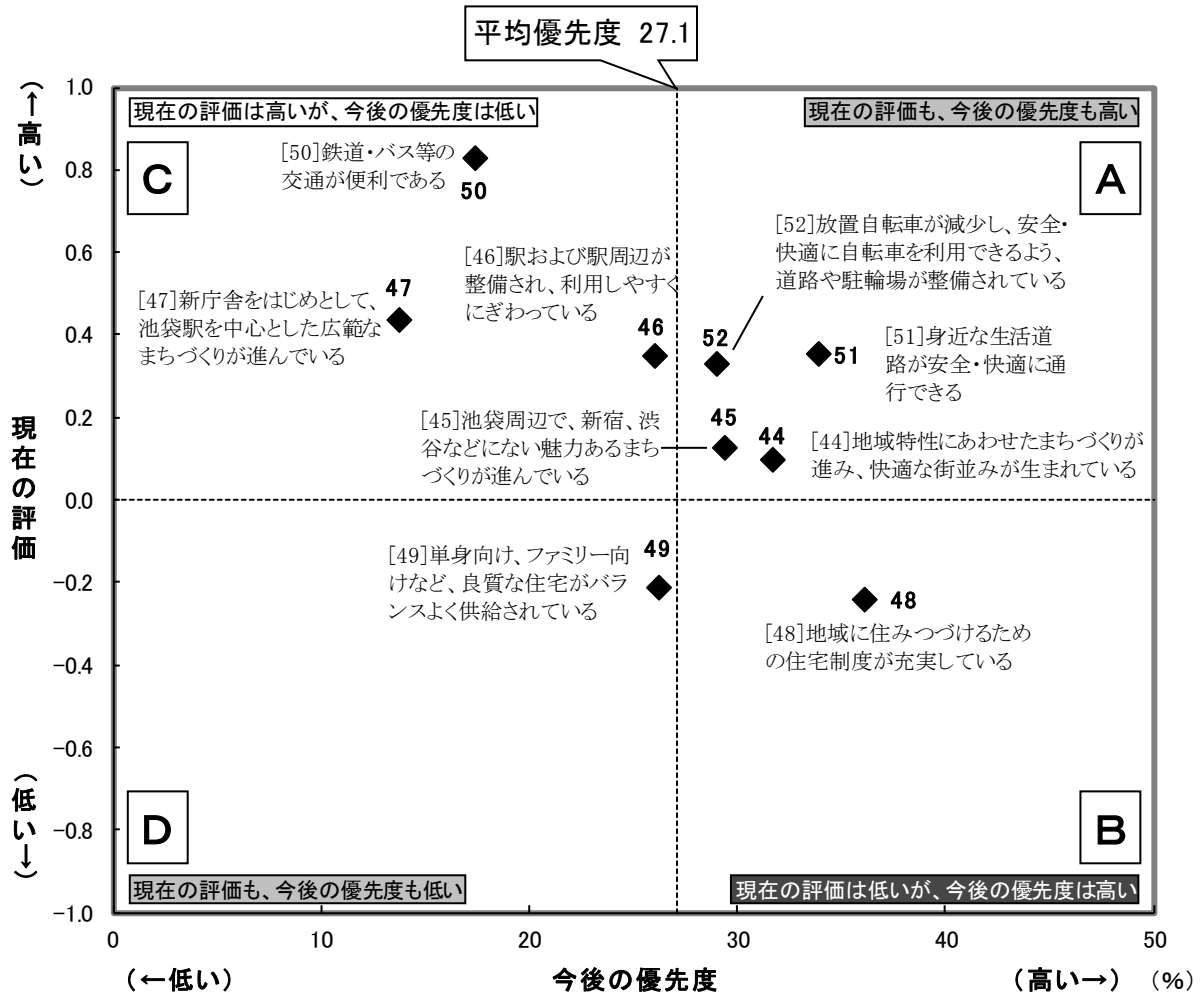 平均優先度 27.1
(↑高い)
現在の評価
(低い↓)
1.0
0.8
0.6
0.4
0.2
0.0
-0.2
-0.4
-0.6
-0.8
-1.0
現在の評価は高いが、今後の優先度は低い
現在の評価も、今後の優先度も高い
C
A
[50]鉄道・バス等の
交通が便利である
50
[52]放置自転車が減少し、安全・
快適に自転車を利用できるよう、
道路や駐輪場が整備されている
52
[46]駅および駅周辺が
整備され、利用しやすく
にぎわっている
46
[47]新庁舎をはじめとして、
池袋駅を中心とした広範な
まちづくりが進んでいる
47
51
[51]身近な生活道
路が安全・快適に通
行できる
[45]池袋周辺で、新宿、渋
谷などにない魅力あるまち
づくりが進んでいる
45
44
[44]地域特性にあわせたまちづくりが
進み、快適な街並みが生まれている
[49]単身向け、ファミリー向
けなど、良質な住宅がバラ
ンスよく供給されている
49
48
[48]地域に住みつづけるため
の住宅制度が充実している
D
B
現在の評価も、今後の優先度も低い
現在の評価は低いが、今後の優先度は高い
0
10
20
30
40
50
(←低い)
今後の優先度
(高い→)
(%)